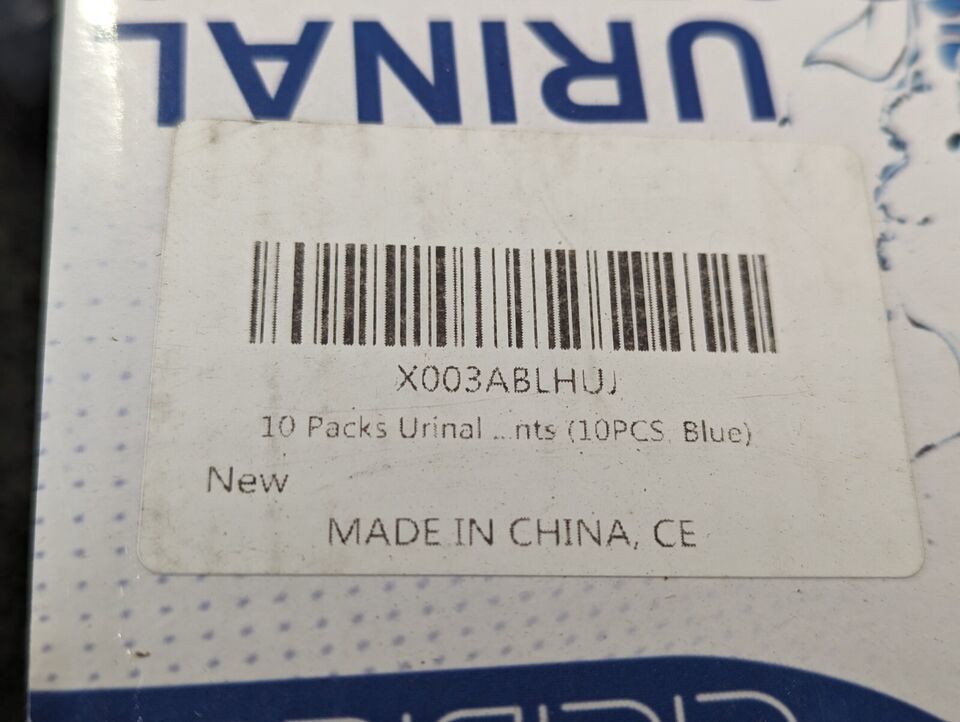 URINAL
X003ABLHUJ
10 Packs Urinal ...nts (10PCS, Blue)
New
MADE IN CHINA, CE